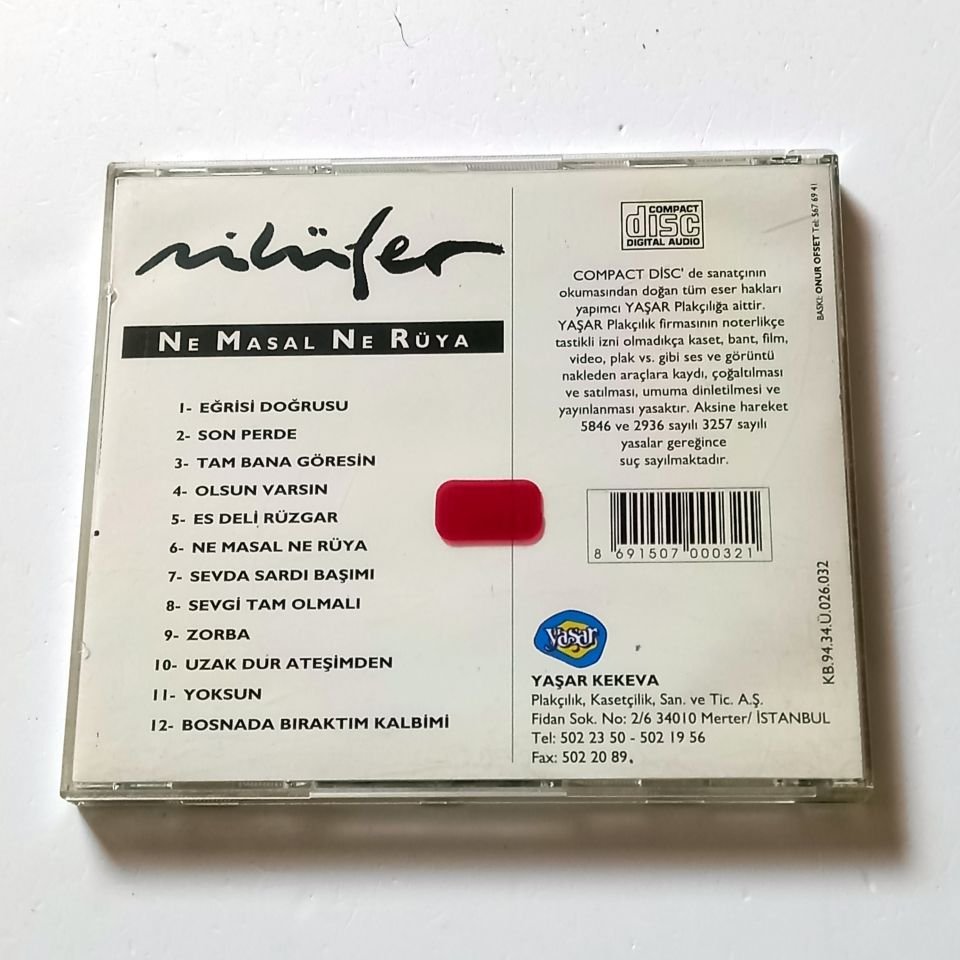 nilüfer
NE MASAL NE RÜYA
1- EĞRİSİ DOĞRUSU
2- SON PERDE
3- TAM BANA GÖRESİN
4- OLSUN VARSIN
5- ES DELİ RÜZGAR
6- NE MASAL NE RÜYA
7- SEVDA SARDI BAŞIMI
8- SEVGİ TAM OLMALI
9- ZORBA
10- UZAK DUR ATEŞİMDEN
11- YOKSUN
12- BOSNADA BIRAKTIM KALBİMİ
COMPACT
disc
DIGITAL AUDIO
COMPACT DİSC' de sanatçının
okumasından doğan tüm eser hakları
yapımcı YAŞAR Plakçılığa aittir.
YAŞAR Plakçılık firmasının noterlikçe
tastikli izni olmadıkça kaset, bant, film,
video, plak vs. gibi ses ve görüntü
nakleden araçlara kaydı, çoğaltılması
ve satılması, umuma dinletilmesi ve
yayınlanması yasaktır. Aksine hareket
5846 ve 2936 sayılı 3257 sayılı
yasalar gereğince
suç sayılmaktadır.
8 691507 000321
yaşar
YAŞAR KEKEVA
Plakçılık, Kasetçilik, San. ve Tic. A.Ş.
Fidan Sok. No: 2/6 34010 Merter/ İSTANBUL
Tel: 502 23 50 - 502 19 56
Fax: 502 20 89.
BASKI: ONUR OFSET Tel: 567 69 41
KB.94.34.Ü.026.032